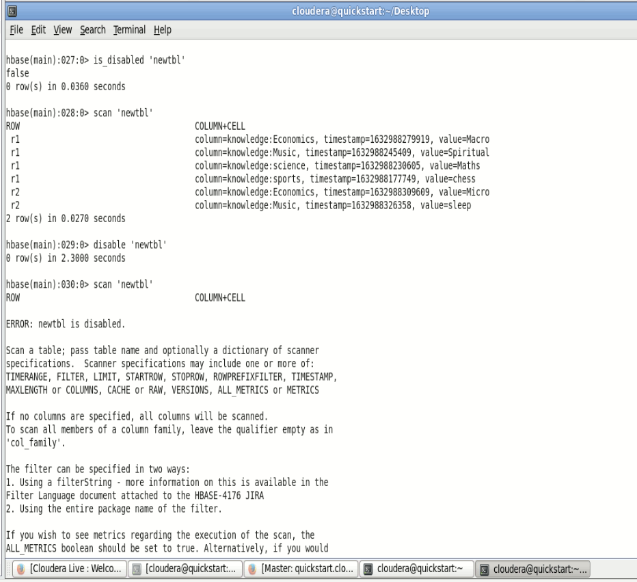 cloudera@quickstart:~/Desktop
File Edit View Search Terminal Help
hbase(main):027:0> is_disabled 'newtbl'
false
0 row(s) in 0.0360 seconds
hbase(main):028:0> scan 'newtbl'
ROW COLUMN+CELL
r1 column=knowledge:Economics, timestamp=1632988279919, value=Macro
r1 column=knowledge:Music, timestamp=1632988245409, value=Spiritual
r1 column=knowledge:science, timestamp=1632988230605, value=Maths
r1 column=knowledge:sports, timestamp=1632988177749, value=chess
r2 column=knowledge:Economics, timestamp=1632988309609, value=Micro
r2 column=knowledge:Music, timestamp=1632988326358, value=sleep
2 row(s) in 0.0270 seconds
hbase(main):029:0> disable 'newtbl'
0 row(s) in 2.3000 seconds
hbase(main):030:0> scan 'newtbl'
ROW COLUMN+CELL
ERROR: newtbl is disabled.
Scan a table; pass table name and optionally a dictionary of scanner
specifications.  Scanner specifications may include one or more of:
TIMERANGE, FILTER, LIMIT, STARTROW, STOPROW, ROWPREFIXFILTER, TIMESTAMP,
MAXLENGTH or COLUMNS, CACHE or RAW, VERSIONS, ALL_METRICS or METRICS
If no columns are specified, all columns will be scanned.
To scan all members of a column family, leave the qualifier empty as in
'col_family'.
The filter can be specified in two ways:
1. Using a filterString - more information on this is available in the
Filter Language document attached to the HBASE-4176 JIRA
2. Using the entire package name of the filter.
If you wish to see metrics regarding the execution of the scan, the
ALL_METRICS boolean should be set to true. Alternatively, if you would
[Cloudera Live : Welco... [cloudera@quickstart:... [Master: quickstart.clo... cloudera@quickstart:~ cloudera@quickstart:~...